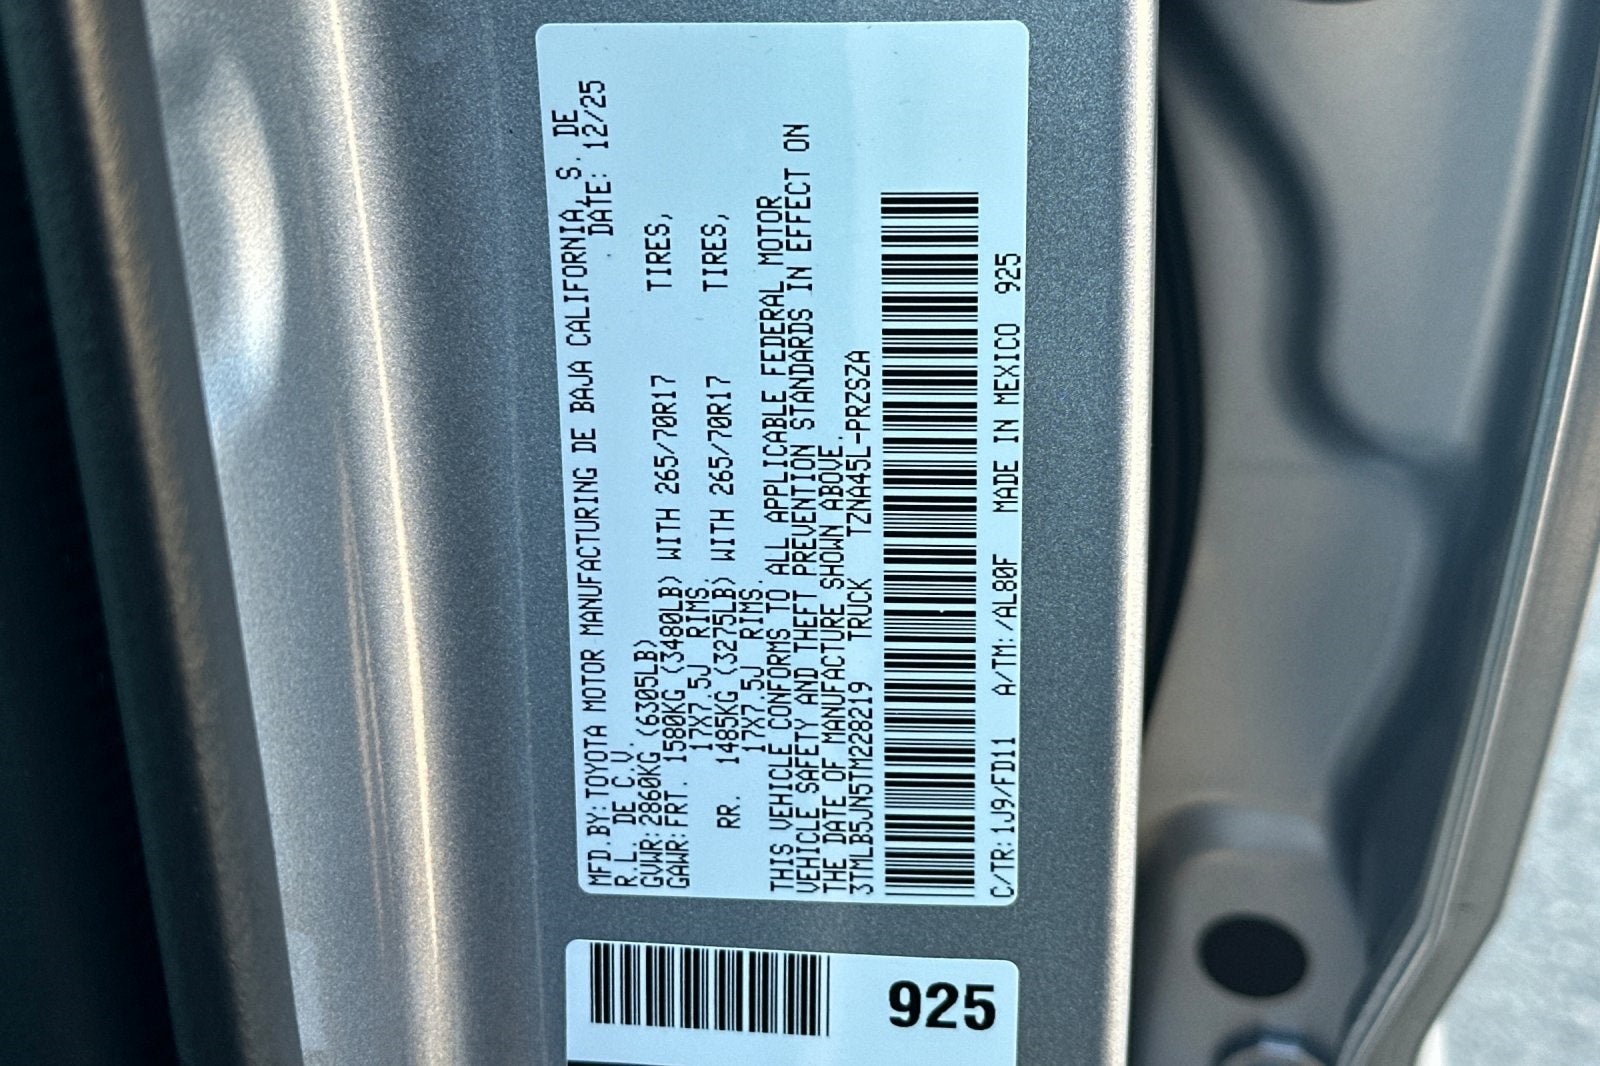 MFD.BY:TOYOTA MOTOR MANUFACTURING DE BAJA CALIFORNIA, S. DE
R.L. DE C.V. DATE: 12/25
GVWR:2860KG (6305LB)
GAWR:FRT. 1580KG (3480LB) WITH 265/70R17 TIRES,
17X7.5J RIMS.
RR. 1485KG (3275LB) WITH 265/70R17 TIRES,
17X7.5J RIMS.
THIS VEHICLE CONFORMS TO ALL APPLICABLE FEDERAL MOTOR
VEHICLE SAFETY AND THEFT PREVENTION STANDARDS IN EFFECT ON
THE DATE OF MANUFACTURE SHOWN ABOVE.
3TMLB5JN5TM228219 TRUCK TZNA45L-PRZSZA
C/TR:1J9/FD11 A/TM:/AL80F MADE IN MEXICO 925
925